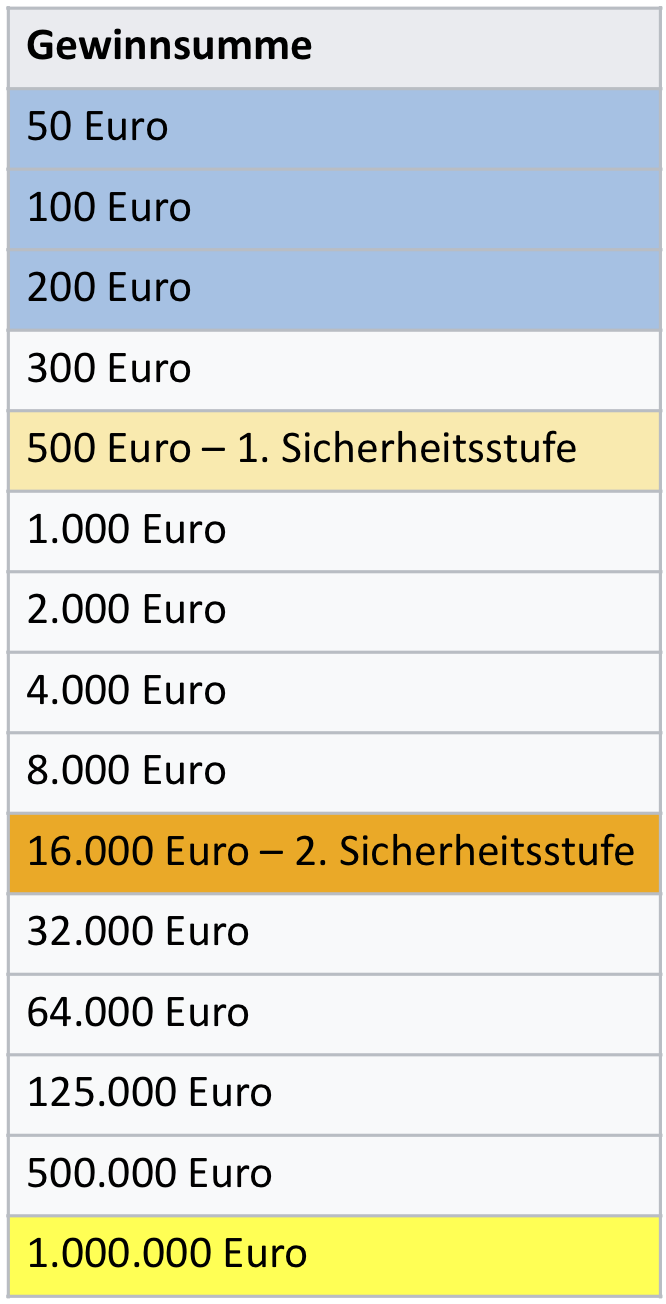 Gewinnsumme
50 Euro
100 Euro
200 Euro
300 Euro
500 Euro – 1. Sicherheitsstufe
1.000 Euro
2.000 Euro
4.000 Euro
8.000 Euro
16.000 Euro – 2. Sicherheitsstufe
32.000 Euro
64.000 Euro
125.000 Euro
500.000 Euro
1.000.000 Euro